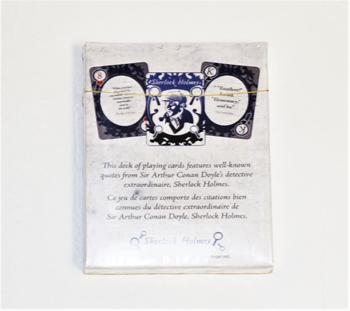 8
K
Sherlock Holmes
"Excellent!"
I cried.
"Elementary,"
said he.
K
This deck of playing cards features well-known
quotes from Sir Arthur Conan Doyle's detective
extraordinaire, Sherlock Holmes.
Ce jeu de cartes comporte des citations bien
connues du détective extraordinaire de
Sir Arthur Conan Doyle, Sherlock Holmes.
Sherlock Holmes